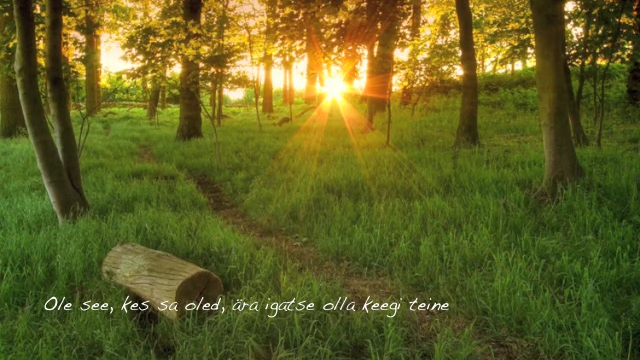 Ole see, kes sa oled, ära igatse olla keegi teine